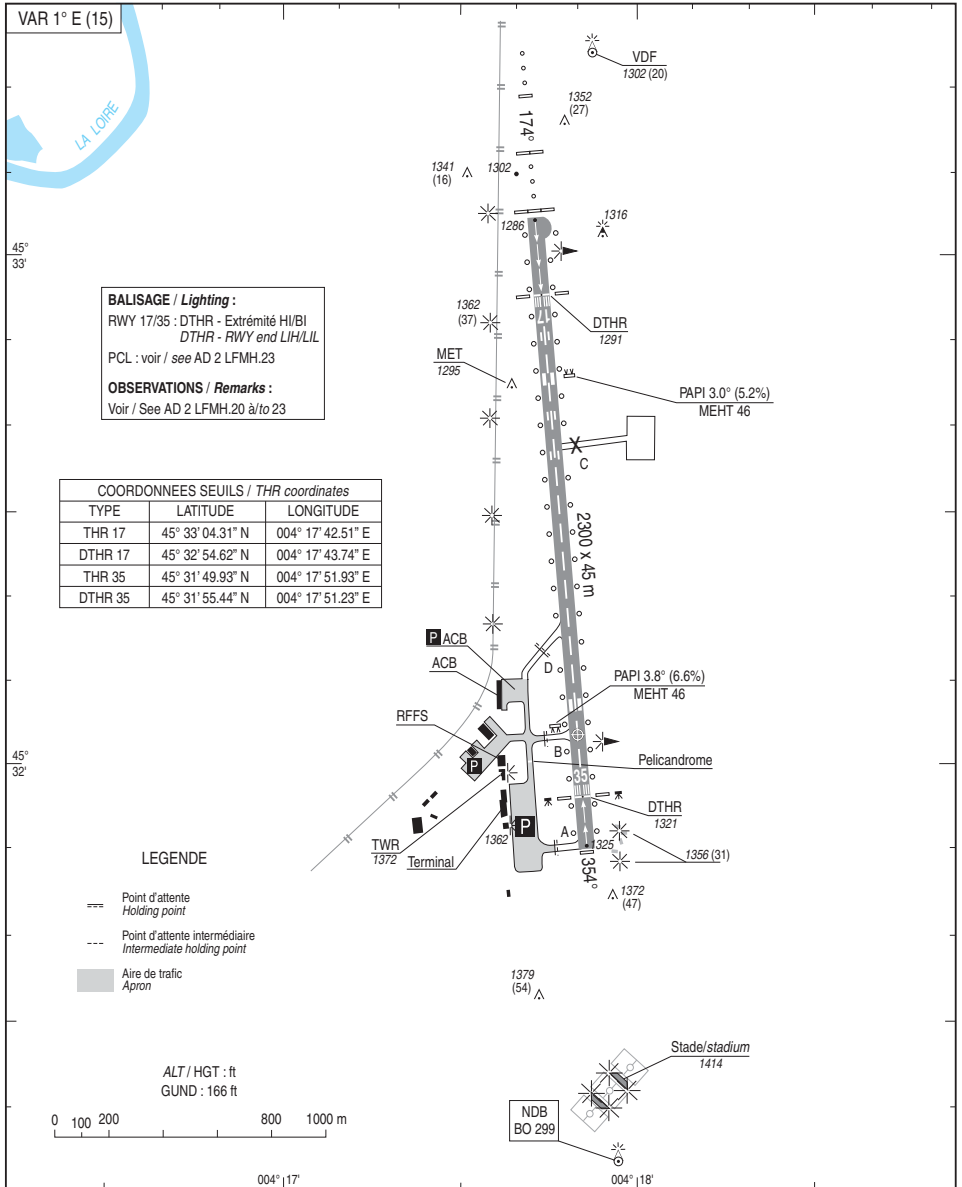 VAR 1° E (15)
LA LOIRE
VDF
1302 (20)
1352
(27)
174°
1341
(16)
1302
1286
1316
45°
33'
BALISAGE / Lighting :
RWY 17/35 : DTHR - Extrémité HI/BI
DTHR - RWY end LIH/LIL
PCL : voir / see AD 2 LFMH.23
OBSERVATIONS / Remarks :
Voir / See AD 2 LFMH.20 à/to 23
1362
(37)
17
DTHR
1291
MET
1295
PAPI 3.0° (5.2%)
MEHT 46
C
COORDONNEES SEUILS / THR coordinates
TYPE LATITUDE LONGITUDE
THR 17 45° 33' 04.31" N 004° 17' 42.51" E
DTHR 17 45° 32' 54.62" N 004° 17' 43.74" E
THR 35 45° 31' 49.93" N 004° 17' 51.93" E
DTHR 35 45° 31' 55.44" N 004° 17' 51.23" E
2300 x 45 m
P ACB
ACB
D
PAPI 3.8° (6.6%)
MEHT 46
RFFS
B
45°
32'
P
Pelicandrome
35
DTHR
1321
P
A
TWR
1372
1362
Terminal
1325
354°
1356 (31)
1372
(47)
LEGENDE
Point d'attente
Holding point
Point d'attente intermédiaire
Intermediate holding point
Aire de trafic
Apron
1379
(54)
Stade/stadium
1414
ALT / HGT : ft
GUND : 166 ft
0 100 200 800 1000 m
NDB
BO 299
004° 17'
004° 18'